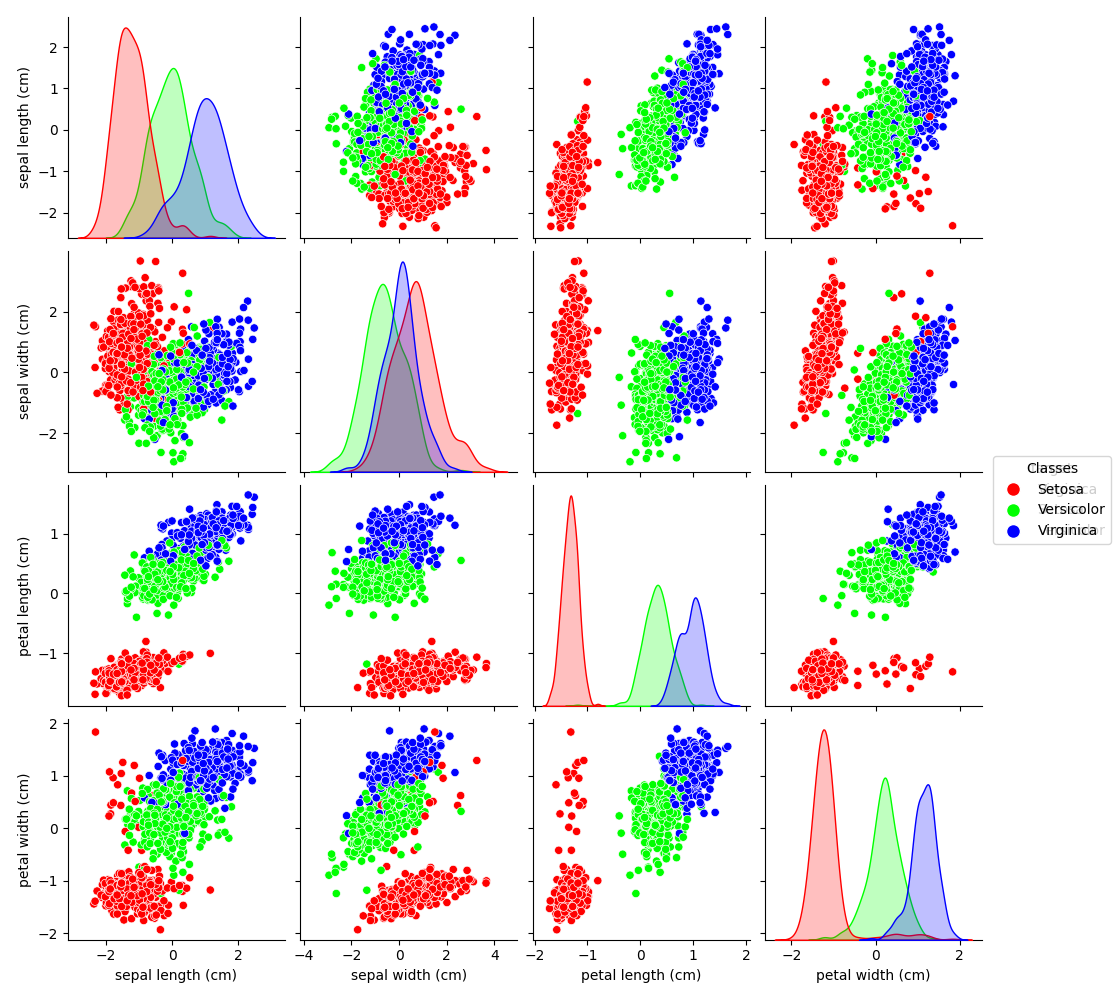 2
1
0
−1
−2
sepal length (cm)
2
0
−2
sepal width (cm)
Classes
Setosa
Versicolor
Virginica
1
0
−1
petal length (cm)
2
1
0
−1
−2
petal width (cm)
−2 0 2
−4 −2 0 2 4
−2 −1 0 1 2
−2 0 2
sepal length (cm)
sepal width (cm)
petal length (cm)
petal width (cm)